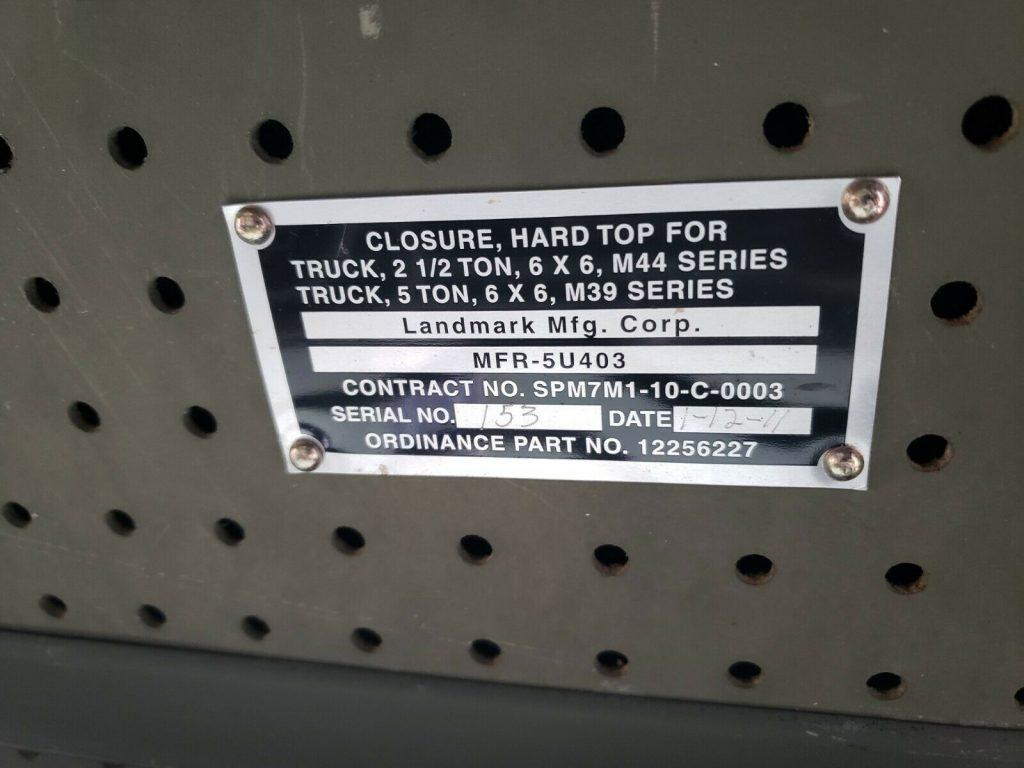 CLOSURE, HARD TOP FOR
TRUCK, 2 1/2 TON, 6 X 6, M44 SERIES
TRUCK, 5 TON, 6 X 6, M39 SERIES
Landmark Mfg. Corp.
MFR-5U403
CONTRACT NO. SPM7M1-10-C-0003
SERIAL NO. 153 DATE 1-12-11
ORDINANCE PART NO. 12256227